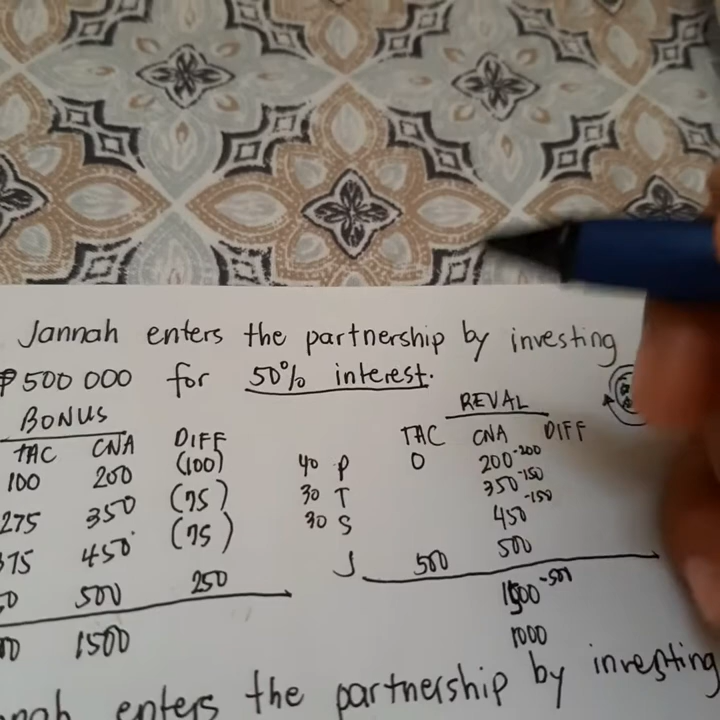 Jannah enters the partnership by investing
₱500 000 for 50% interest.
BONUS
TAC CNA DIFF
100 200 (100)
275 350 (75)
375 450 (75)
500 250
1500
REVAL
TAC CNA DIFF
40 P 0 200-200
30 T 350-150
30 S 450-150
J 500 500
1500-500
1000
enters the partnership by investing